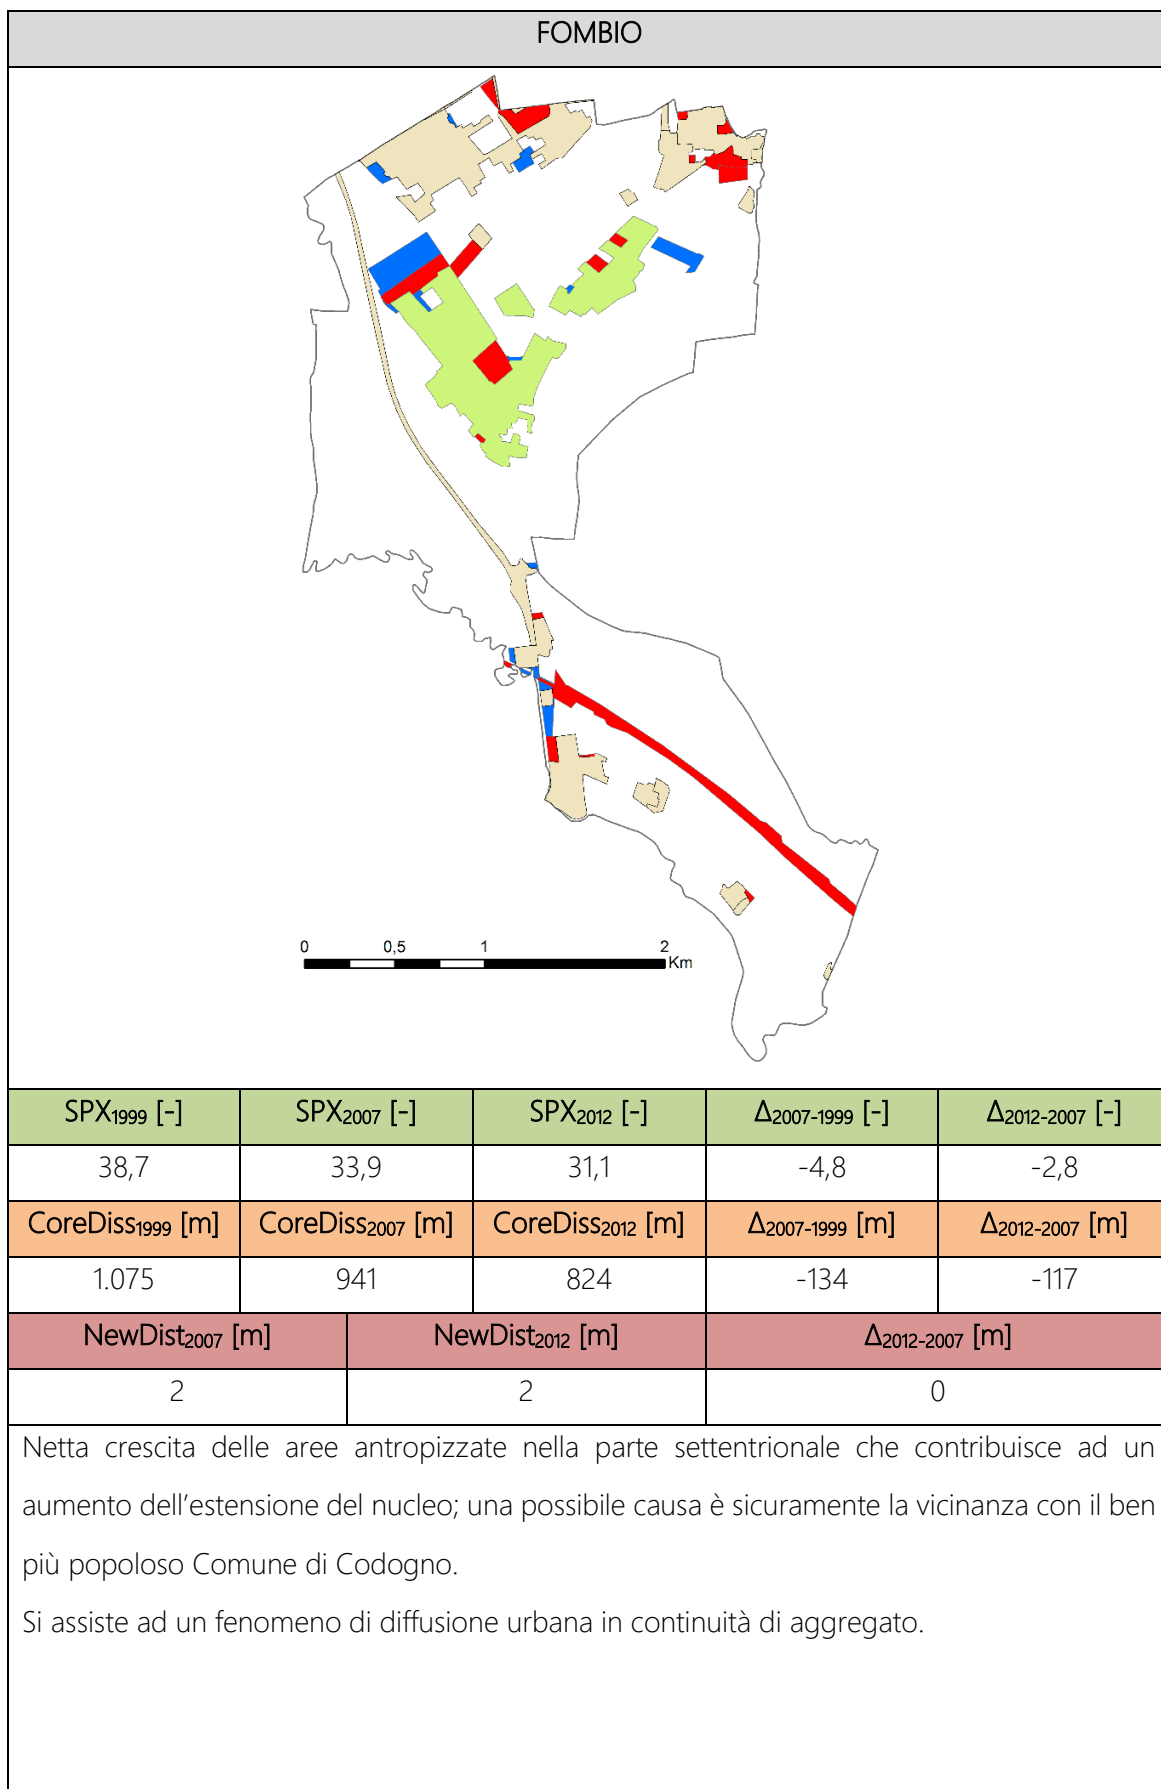 FOMBIO
0 0,5 1 2
Km
SPX1999 [-] SPX2007 [-] SPX2012 [-] Δ2007-1999 [-] Δ2012-2007 [-]
38,7 33,9 31,1 -4,8 -2,8
CoreDiss1999 [m] CoreDiss2007 [m] CoreDiss2012 [m] Δ2007-1999 [m] Δ2012-2007 [m]
1.075 941 824 -134 -117
NewDist2007 [m] NewDist2012 [m] Δ2012-2007 [m]
2 2 0
Netta crescita delle aree antropizzate nella parte settentrionale che contribuisce ad un
aumento dell’estensione del nucleo; una possibile causa è sicuramente la vicinanza con il ben
più popoloso Comune di Codogno.
Si assiste ad un fenomeno di diffusione urbana in continuità di aggregato.